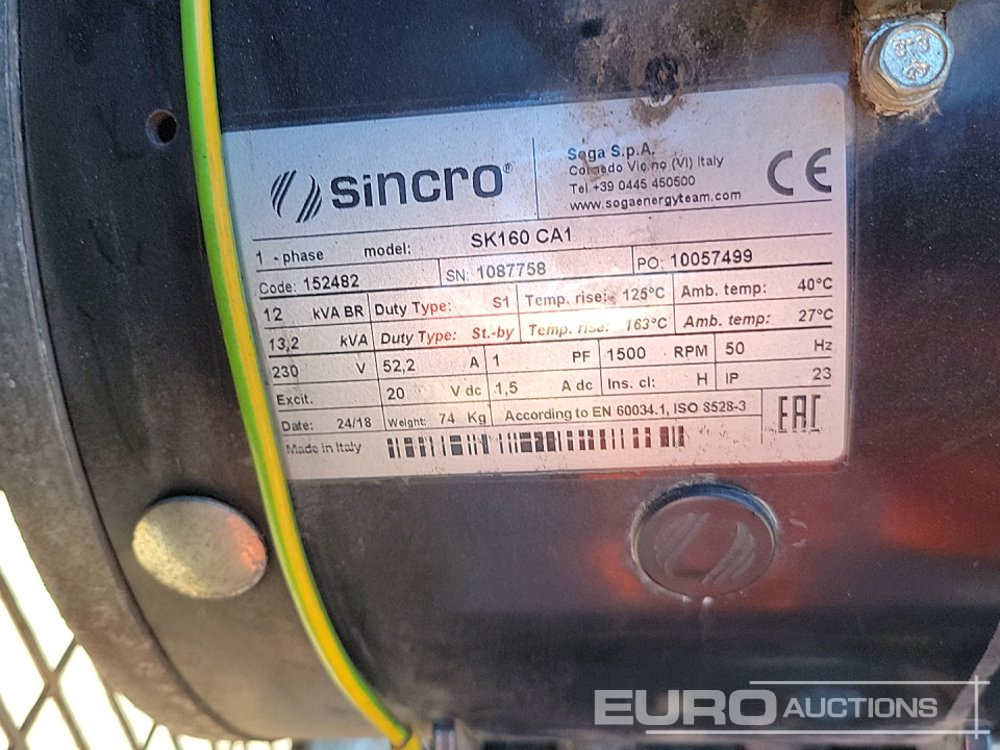 sincro®
Soga S.p.A.
Colnedo Vicino (VI) Italy
Tel +39 0445 450500
www.sogaenergyteam.com
CE
1 - phase model: SK160 CA1
Code: 152482 SN: 1087758 PO: 10057499
12 kVA BR Duty Type: S1 Temp. rise: 125°C Amb. temp: 40°C
13,2 kVA Duty Type: St.-by Temp. rise: 163°C Amb. temp: 27°C
230 V 52,2 A 1 PF 1500 RPM 50 Hz
Excit. 20 V dc 1,5 A dc Ins. cl: H IP 23
Date: 24/18 Weight: 74 Kg According to EN 60034.1, ISO 8528-3
EAC
Made in Italy
EURO AUCTIONS